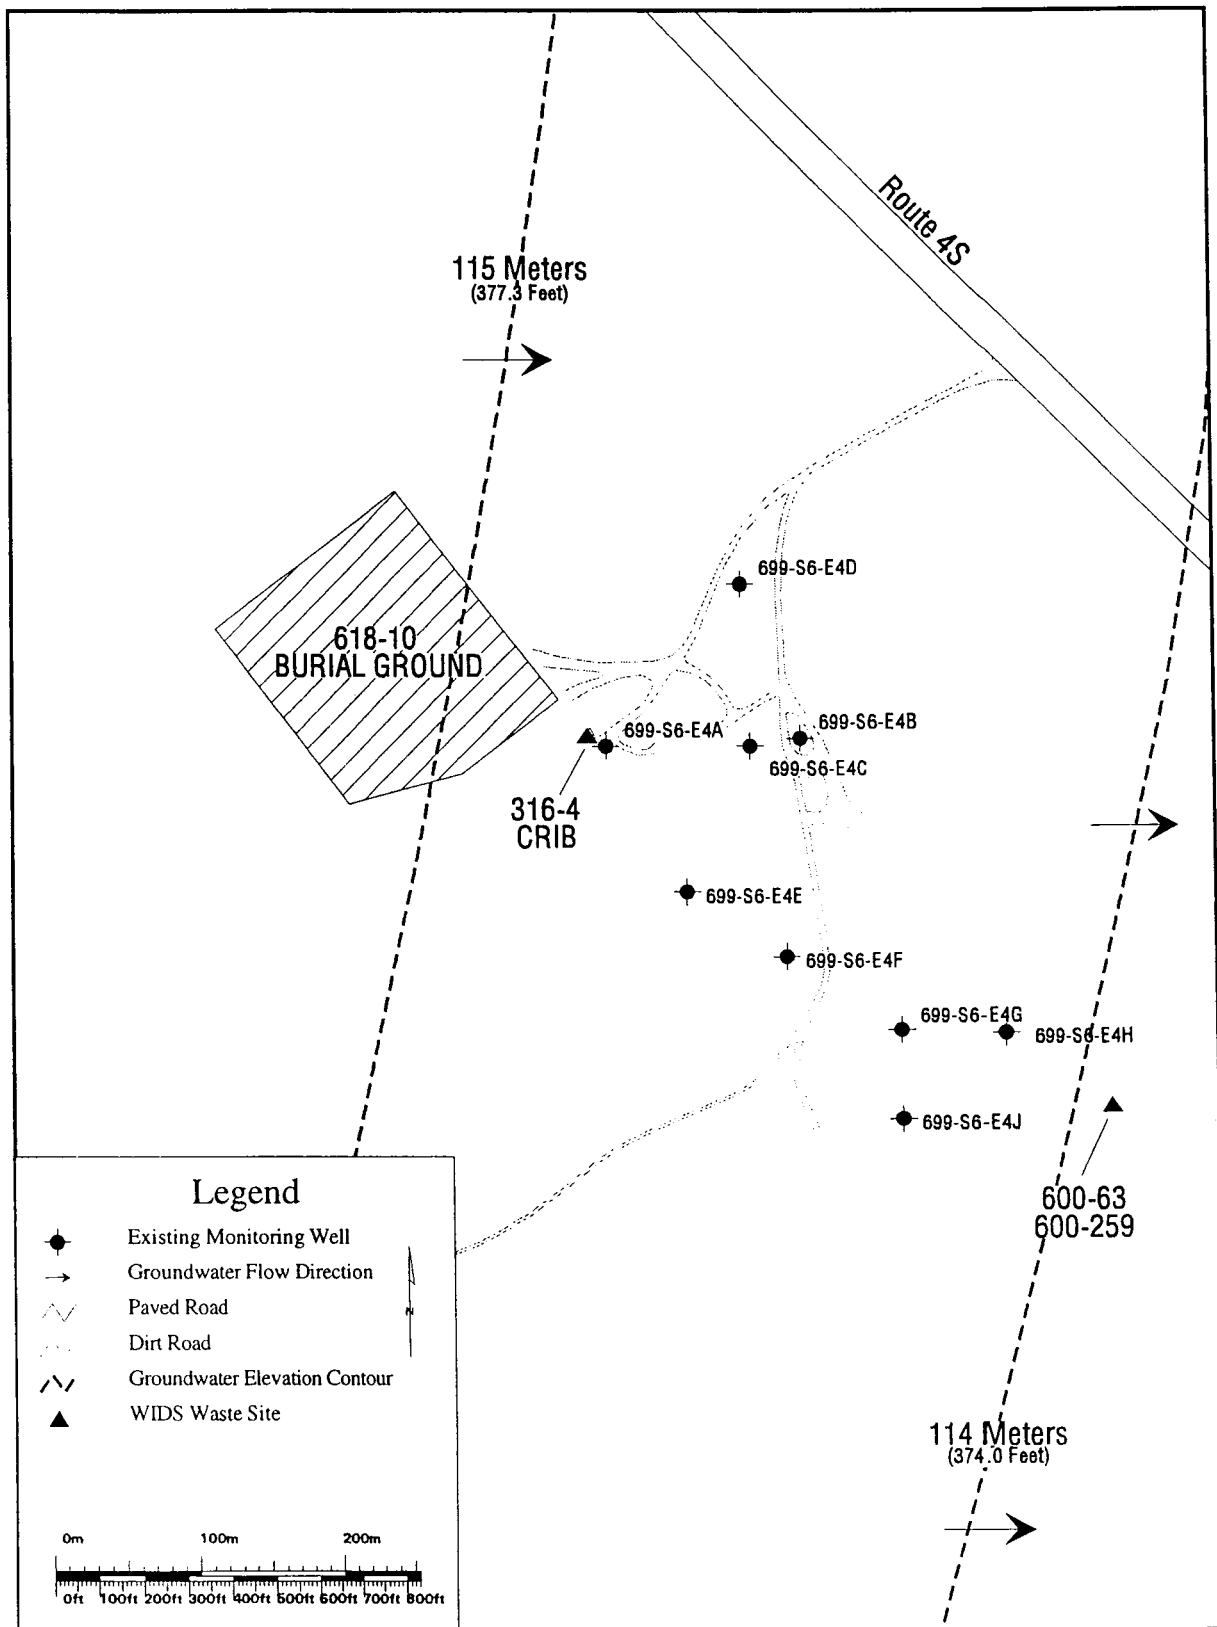 Route 4S
115 Meters
(377.3 Feet)
699-S6-E4D
618-10
BURIAL GROUND
699-S6-E4A
699-S6-E4B
699-S6-E4C
316-4
CRIB
699-S6-E4E
699-S6-E4F
699-S6-E4G
699-S6-E4H
699-S6-E4J
600-63
600-259
114 Meters
(374.0 Feet)
Legend
Existing Monitoring Well
Groundwater Flow Direction
Paved Road
N
Dirt Road
Groundwater Elevation Contour
WIDS Waste Site
0m 100m 200m
0ft 100ft 200ft 300ft 400ft 500ft 600ft 700ft 800ft